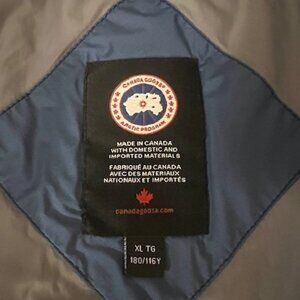 CANADA GOOSE
ARCTIC PROGRAM
MADE IN CANADA
WITH DOMESTIC AND
IMPORTED MATERIALS
FABRIQUÉ AU CANADA
AVEC DES MATERIAUX
NATIONAUX ET IMPORTÉS
canadagoose.com
XL TG
180/116Y